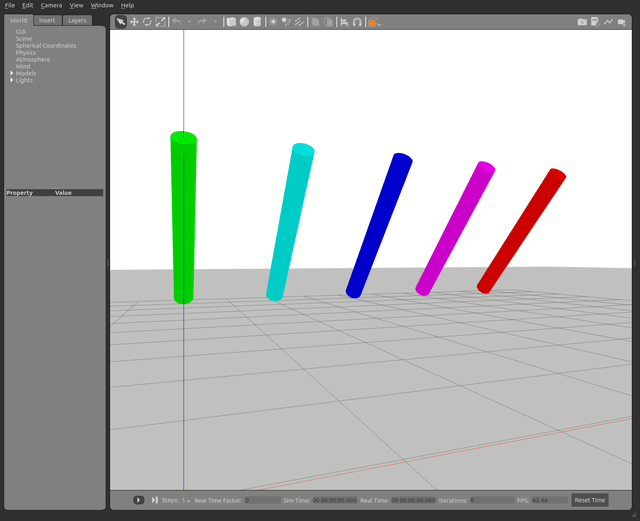 File Edit View Camera Window Help
World Insert Layers
GUI
Scene
Spherical Coordinates
Physics
Atmosphere
Wind
Models
Lights
Property Value
Steps: 1 Real Time Factor: 0 Sim Time: 00 00:00:00.000 Real Time: 00 00:00:00.000 Iterations: 0 FPS: 62.46 Reset Time